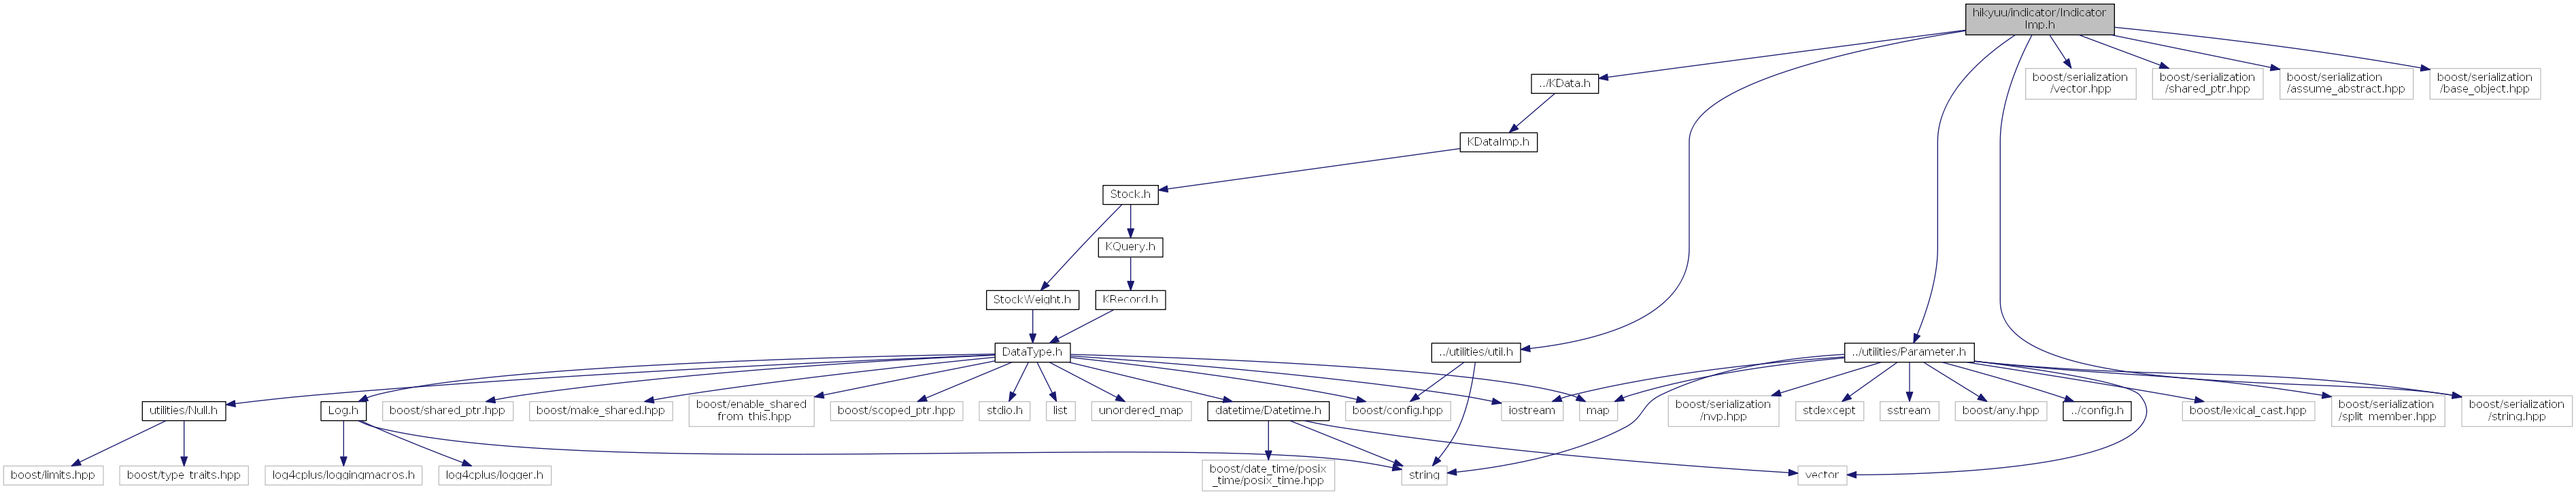 hikyuu/indicator/Indicator
Imp.h
../KData.h
boost/serialization
/vector.hpp
boost/serialization
/shared_ptr.hpp
boost/serialization
/assume_abstract.hpp
boost/serialization
/base_object.hpp
KDataImp.h
Stock.h
KQuery.h
StockWeight.h
KRecord.h
DataType.h
../utilities/util.h
../utilities/Parameter.h
utilities/Null.h
Log.h
boost/shared_ptr.hpp
boost/make_shared.hpp
boost/enable_shared
_from_this.hpp
boost/scoped_ptr.hpp
stdio.h
list
unordered_map
datetime/Datetime.h
boost/config.hpp
iostream
map
boost/serialization
/nvp.hpp
stdexcept
sstream
boost/any.hpp
../config.h
boost/lexical_cast.hpp
boost/serialization
/split_member.hpp
boost/serialization
/string.hpp
boost/limits.hpp
boost/type_traits.hpp
log4cplus/loggingmacros.h
log4cplus/logger.h
boost/date_time/posix
_time/posix_time.hpp
string
vector